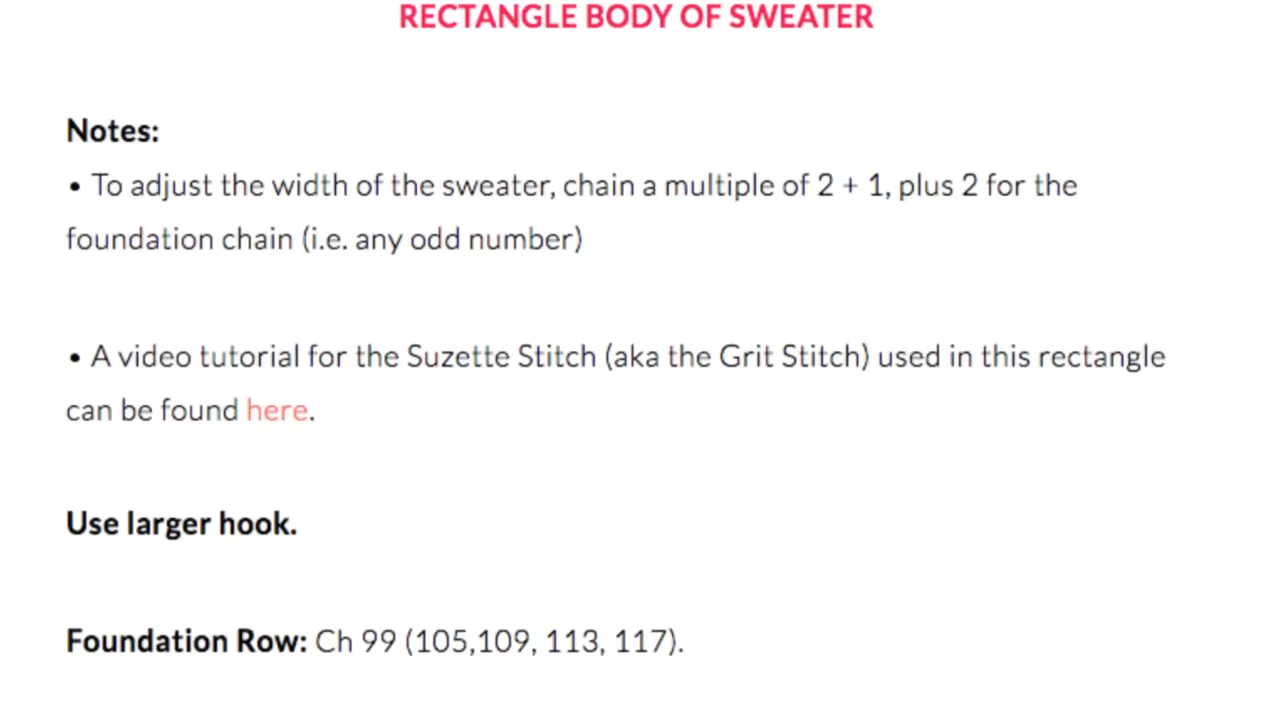 RECTANGLE BODY OF SWEATER
Notes:
• To adjust the width of the sweater, chain a multiple of 2 + 1, plus 2 for the
foundation chain (i.e. any odd number)
• A video tutorial for the Suzette Stitch (aka the Grit Stitch) used in this rectangle
can be found here.
Use larger hook.
Foundation Row: Ch 99 (105,109, 113, 117).